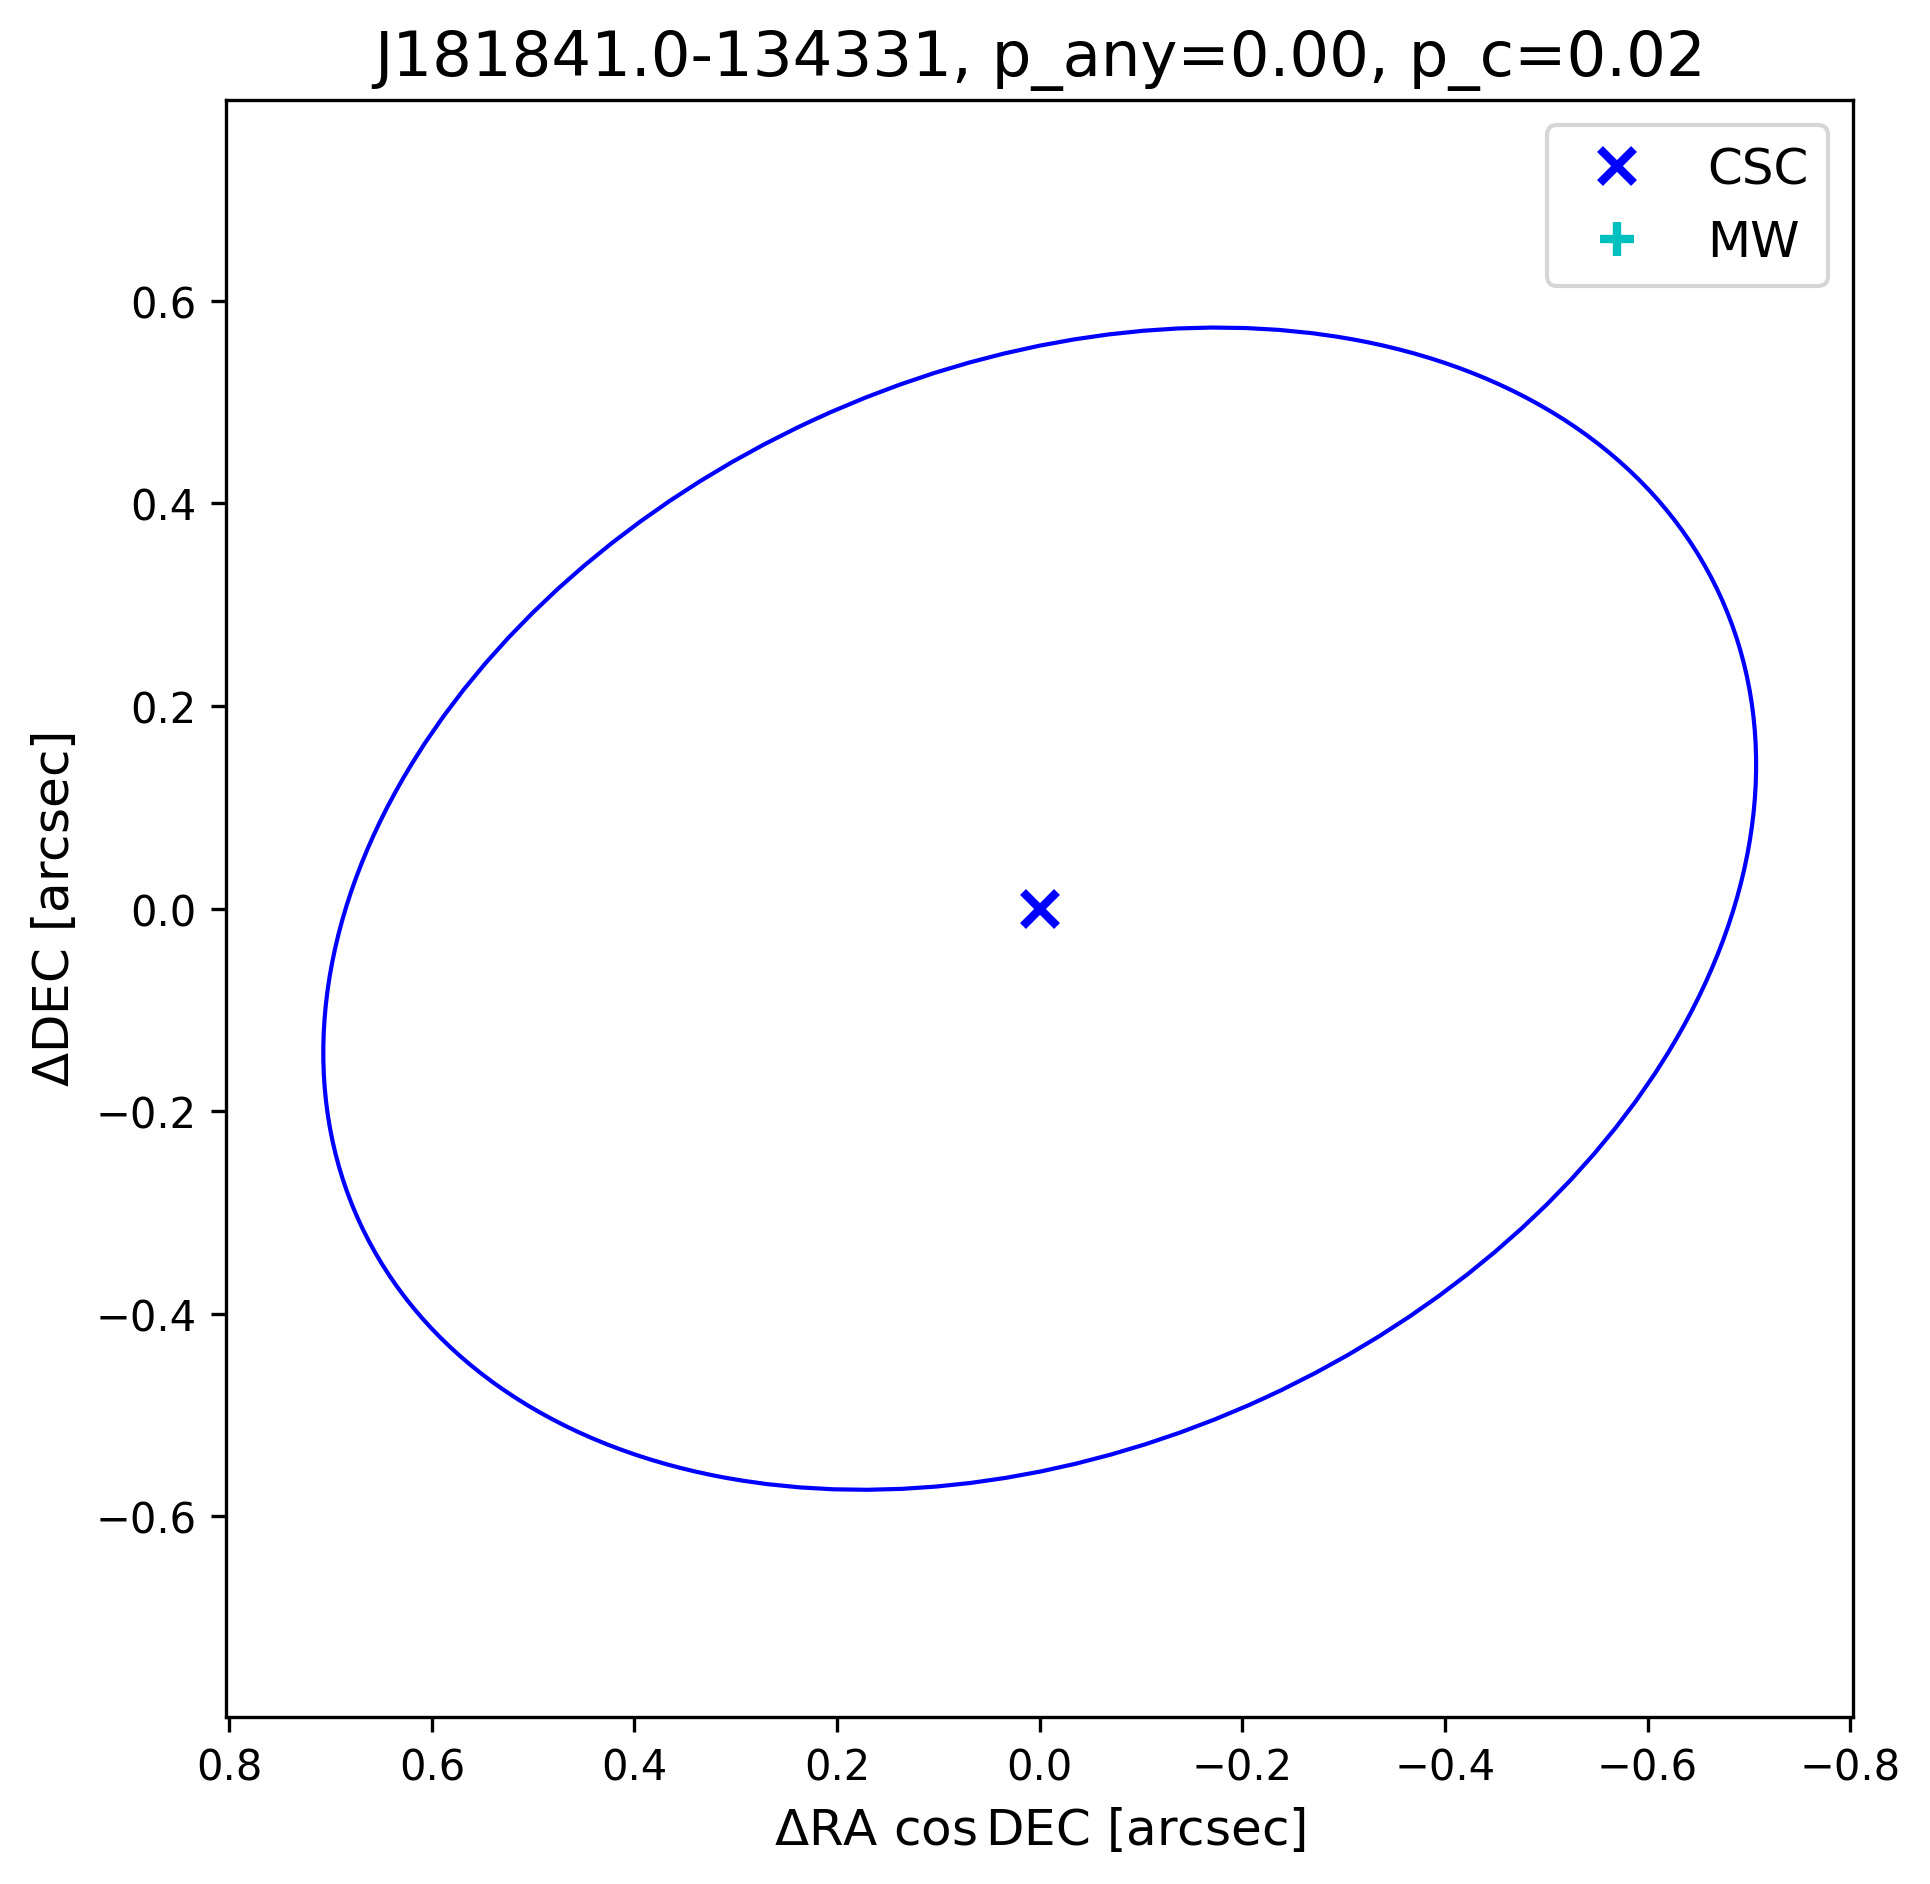 J181841.0-134331, p_any=0.00, p_c=0.02
CSC
MW
0.6
0.4
0.2
0.0
−0.2
−0.4
−0.6
ΔDEC [arcsec]
0.8 0.6 0.4 0.2 0.0 −0.2 −0.4 −0.6 −0.8
ΔRA cos DEC [arcsec]